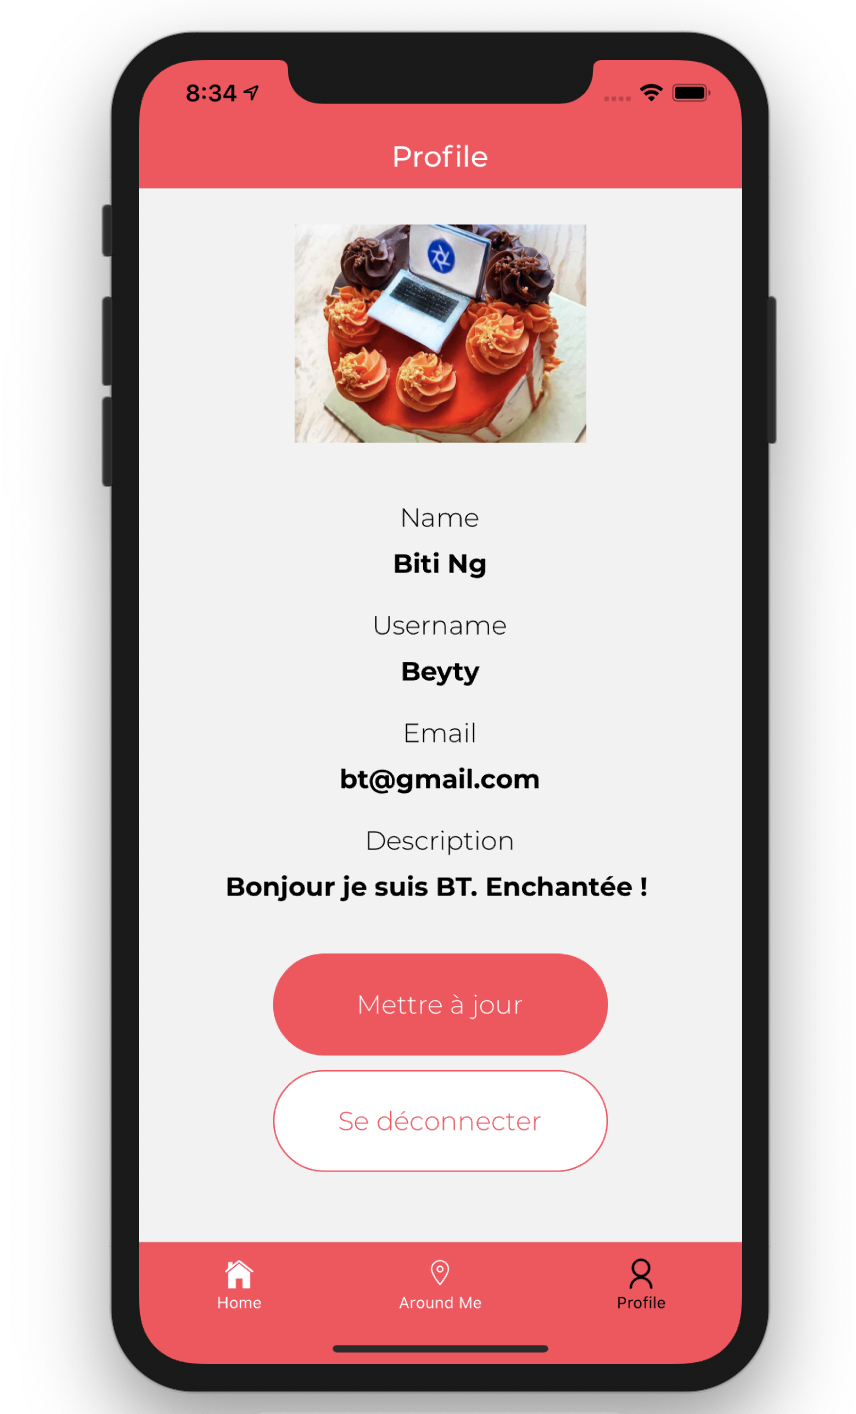 8:34
Profile
Name
Biti Ng
Username
Beyty
Email
bt@gmail.com
Description
Bonjour je suis BT. Enchantée !
Mettre à jour
Se déconnecter
Home
Around Me
Profile